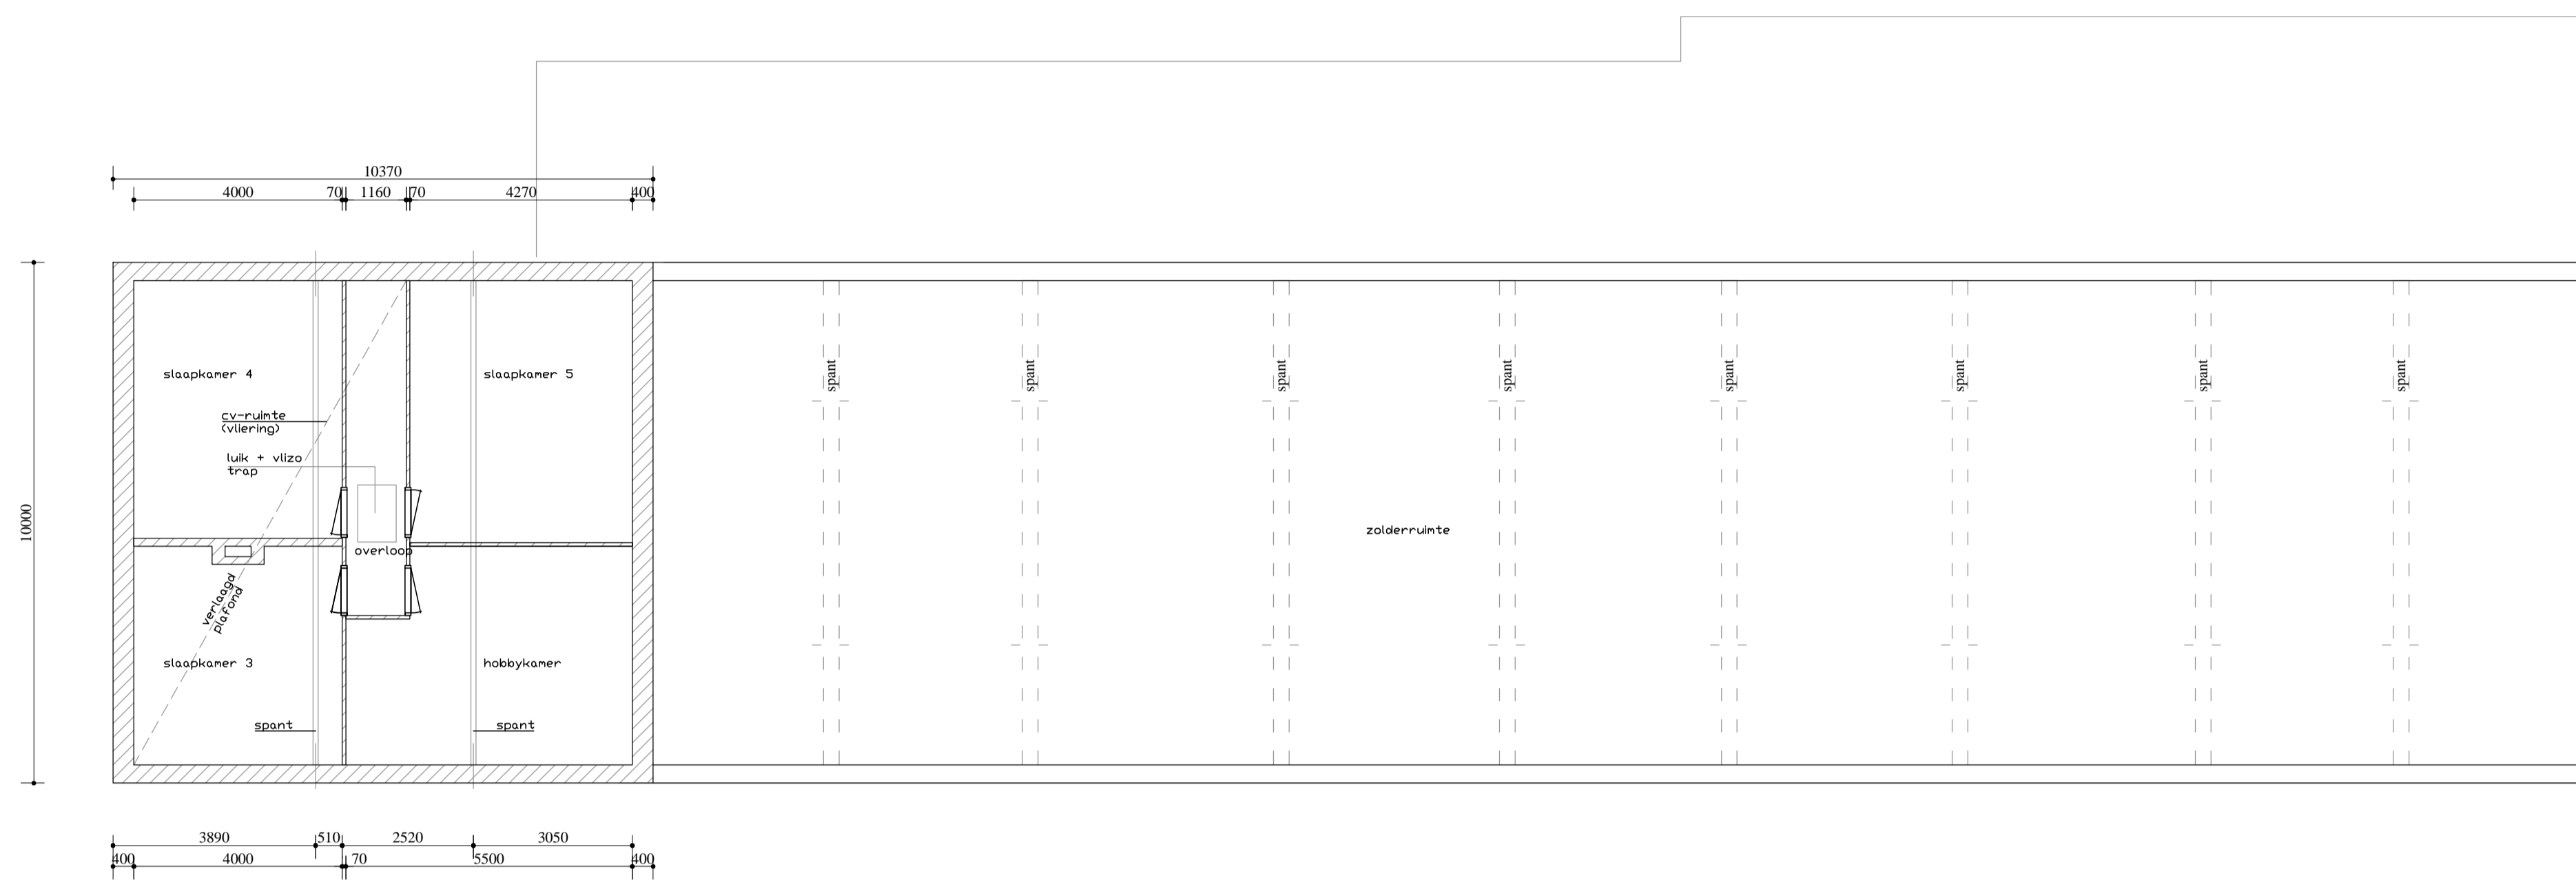 10370
4000 70 1160 70 4270 400
10000
slaapkamer 4
slaapkamer 5
cv-ruimte
(vliering)
luik + vlizo
trap
overloop
verlaagd
plafond
slaapkamer 3
hobbykamer
spant
spant
spant
spant
spant
spant
spant
spant
spant
spant
zolderruimte
3890 510 2520 3050
400 4000 70 5500 400